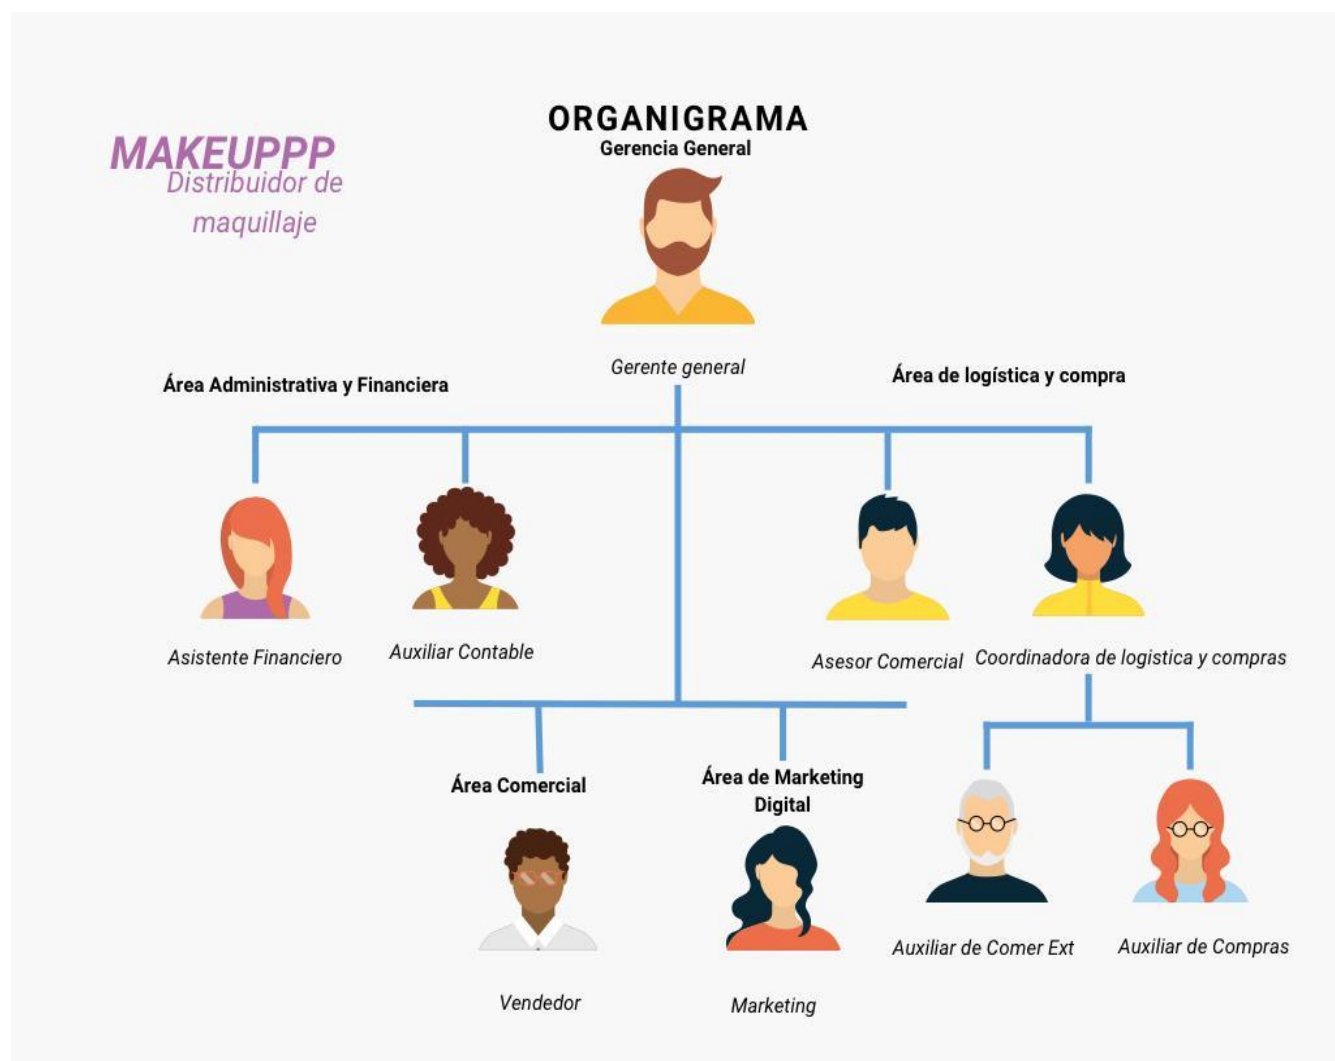 ORGANIGRAMA
Gerencia General
MAKEUPPP
Distribuidor de
maquillaje
Gerente general
Área Administrativa y Financiera
Área de logística y compra
Asistente Financiero
Auxiliar Contable
Asesor Comercial
Coordinadora de logistica y compras
Área Comercial
Área de Marketing
Digital
Auxiliar de Comer Ext
Auxiliar de Compras
Vendedor
Marketing